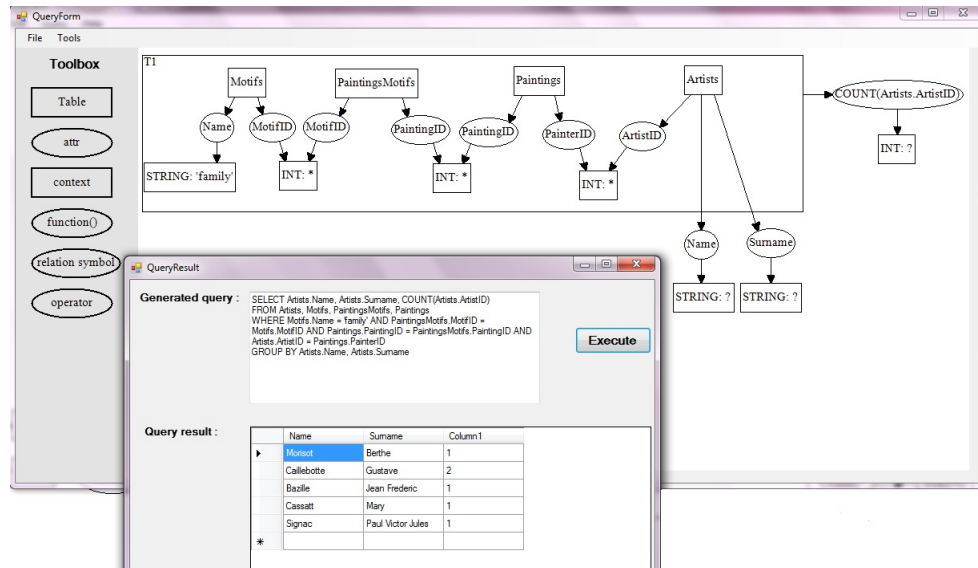 QueryForm
File Tools
Toolbox
Table
attr
context
function()
relation symbol
operator
T1
Motifs PaintingsMotifs Paintings Artists
COUNT(Artists.ArtistID)
Name MotifID MotifID PaintingID PaintingID PainterID ArtistID
INT: ?
STRING: 'family' INT: * INT: * INT: *
Name Surname
STRING: ? STRING: ?
QueryResult
Generated query :
SELECT Artists.Name, Artists.Surname, COUNT(Artists.ArtistID)
FROM Artists, Motifs, PaintingsMotifs, Paintings
WHERE Motifs.Name = 'family' AND PaintingsMotifs.MotifID =
Motifs.MotifID AND Paintings.PaintingID = PaintingsMotifs.PaintingID AND
Artists.ArtistID = Paintings.PainterID
GROUP BY Artists.Name, Artists.Surname
Execute
Query result :
Name Surname Column1
Morisot Berthe 1
Caillebotte Gustave 2
Bazille Jean Frederic 1
Cassatt Mary 1
Signac Paul Victor Jules 1